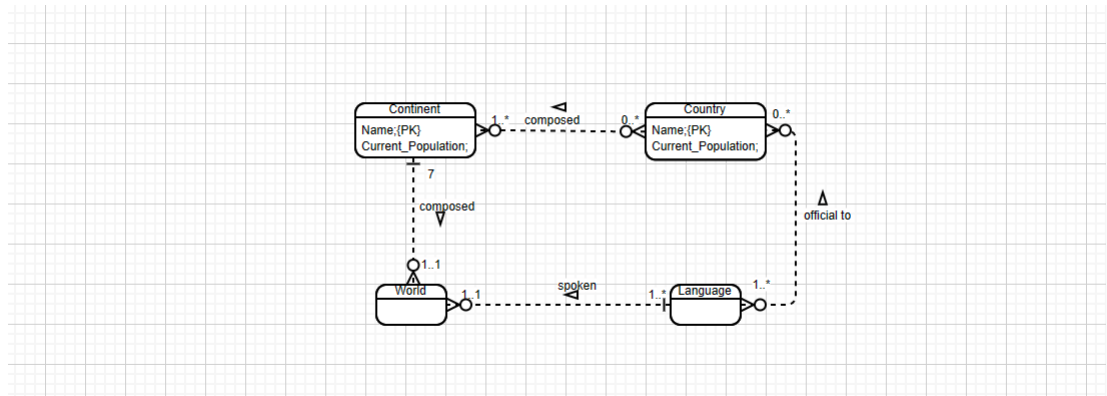 Continent
Name;{PK}
Current_Population;
1..*
composed
0..*
Country
Name;{PK}
Current_Population;
0..*
7
composed
official to
1..1
World
1..1
spoken
1..*
Language
1..*